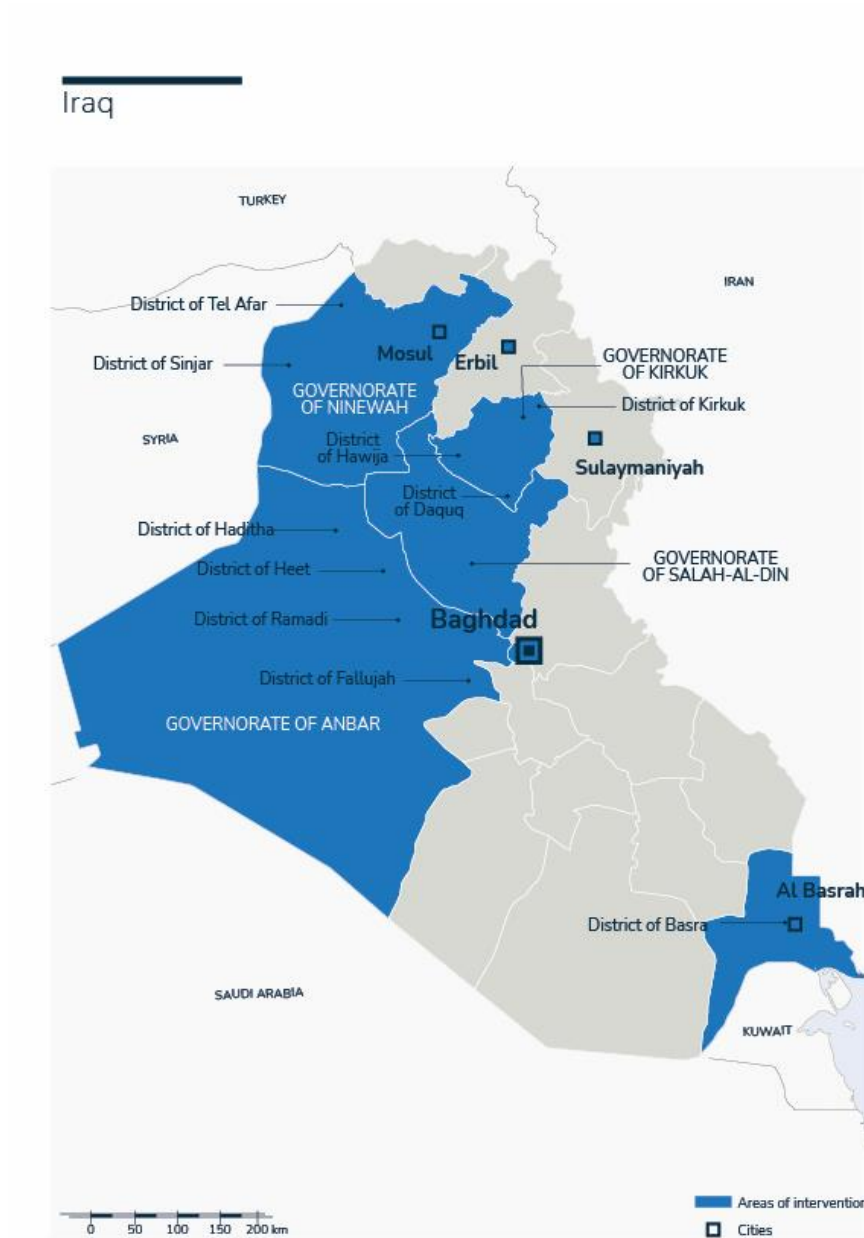 Iraq
TURKEY
IRAN
District of Tel Afar
Mosul
Erbil
GOVERNORATE
OF KIRKUK
District of Sinjar
GOVERNORATE
OF NINEWAH
District of Kirkuk
SYRIA
District
of Hawija
Sulaymaniyah
District
of Daquq
District of Haditha
GOVERNORATE
OF SALAH-AL-DIN
District of Heet
District of Ramadi
Baghdad
District of Fallujah
GOVERNORATE OF ANBAR
Al Basrah
District of Basra
SAUDI ARABIA
KUWAIT
Areas of intervention
0 50 100 150 200 km
Cities